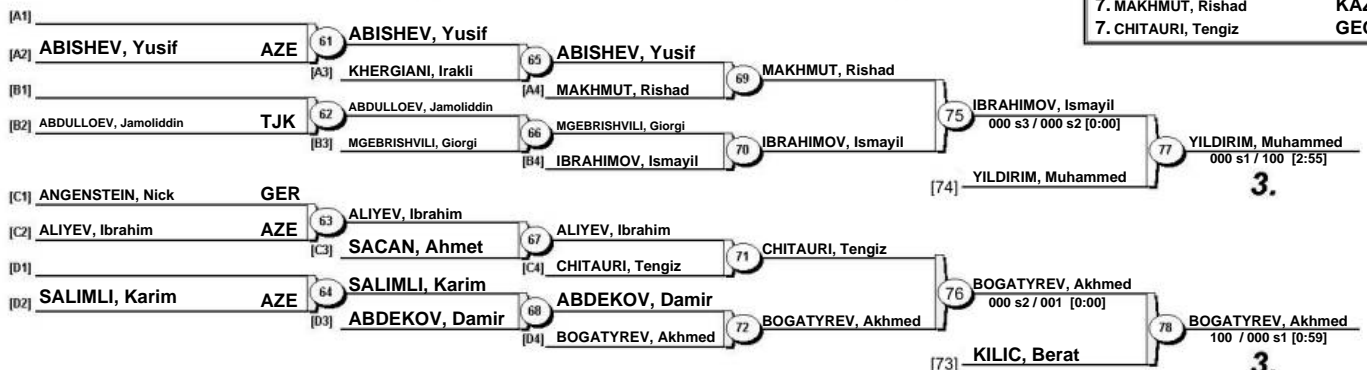 7. MAKHMUT, Rishad KAZ
7. CHITAURI, Tengiz GEO
[A1]
[A2] ABISHEV, Yusif AZE 61 ABISHEV, Yusif
[A3] KHERGIANI, Irakli 65 ABISHEV, Yusif
[A4] MAKHMUT, Rishad 69 MAKHMUT, Rishad
[B1]
[B2] ABDULLOEV, Jamoliddin TJK 62 ABDULLOEV, Jamoliddin
[B3] MGEBRISHVILI, Giorgi 66 MGEBRISHVILI, Giorgi
[B4] IBRAHIMOV, Ismayil 70 IBRAHIMOV, Ismayil
75 IBRAHIMOV, Ismayil
000 s3 / 000 s2 [0:00]
[74] YILDIRIM, Muhammed
77 YILDIRIM, Muhammed
000 s1 / 100 [2:55]
3.
[C1] ANGENSTEIN, Nick GER
[C2] ALIYEV, Ibrahim AZE 63 ALIYEV, Ibrahim
[C3] SACAN, Ahmet 67 ALIYEV, Ibrahim
[C4] CHITAURI, Tengiz 71 CHITAURI, Tengiz
[D1]
[D2] SALIMLI, Karim AZE 64 SALIMLI, Karim
[D3] ABDEKOV, Damir 68 ABDEKOV, Damir
[D4] BOGATYREV, Akhmed 72 BOGATYREV, Akhmed
76 BOGATYREV, Akhmed
000 s2 / 001 [0:00]
[73] KILIC, Berat
78 BOGATYREV, Akhmed
100 / 000 s1 [0:59]
3.